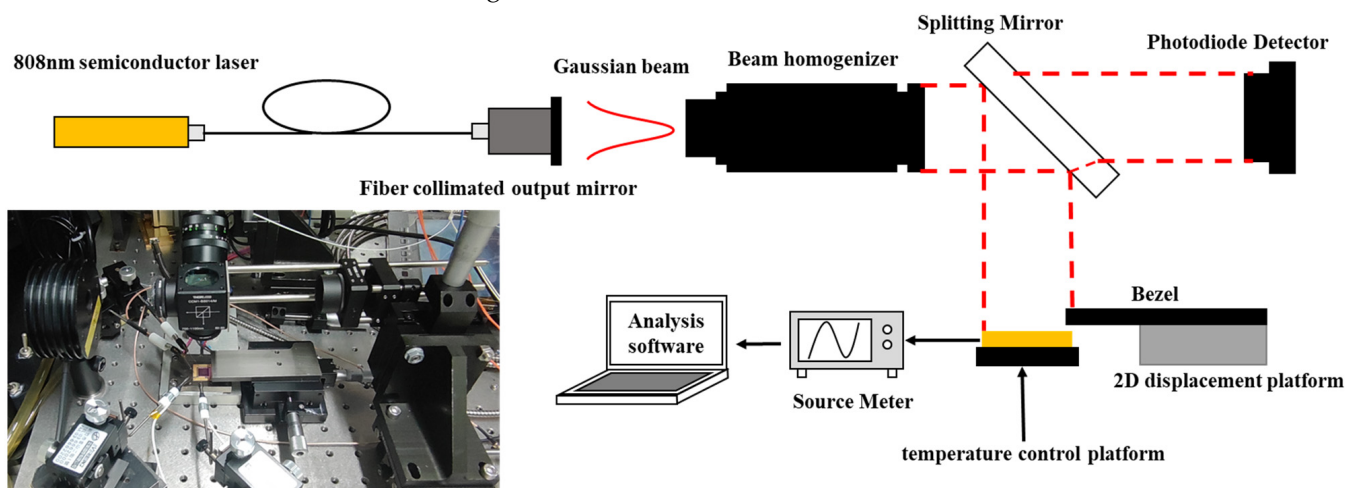 Splitting Mirror
Photodiode Detector
808nm semiconductor laser
Gaussian beam
Beam homogenizer
Fiber collimated output mirror
Bezel
Analysis
software
2D displacement platform
Source Meter
temperature control platform